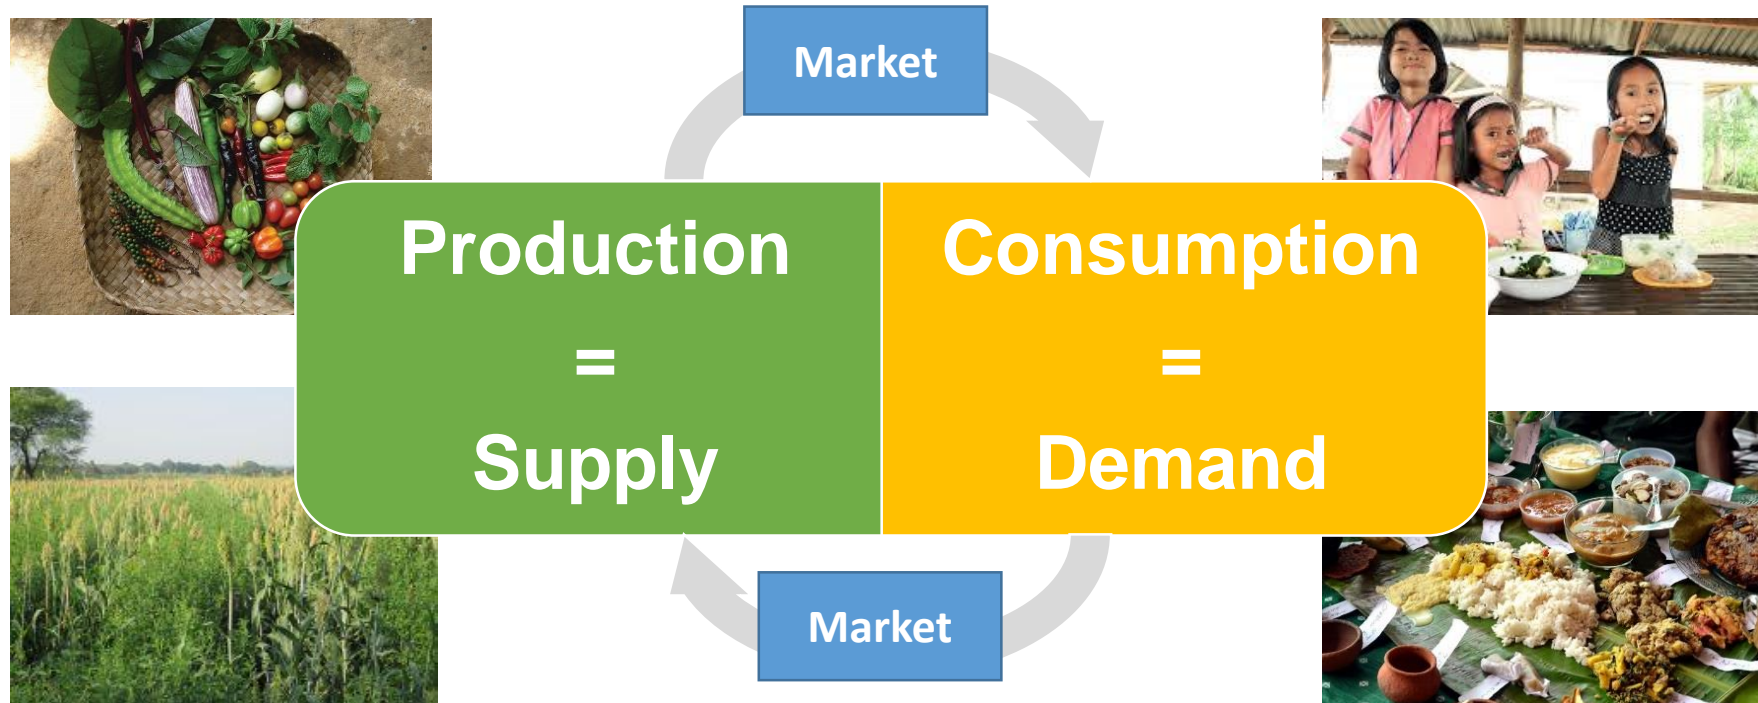 Market
Production
=
Supply
Consumption
=
Demand
Market